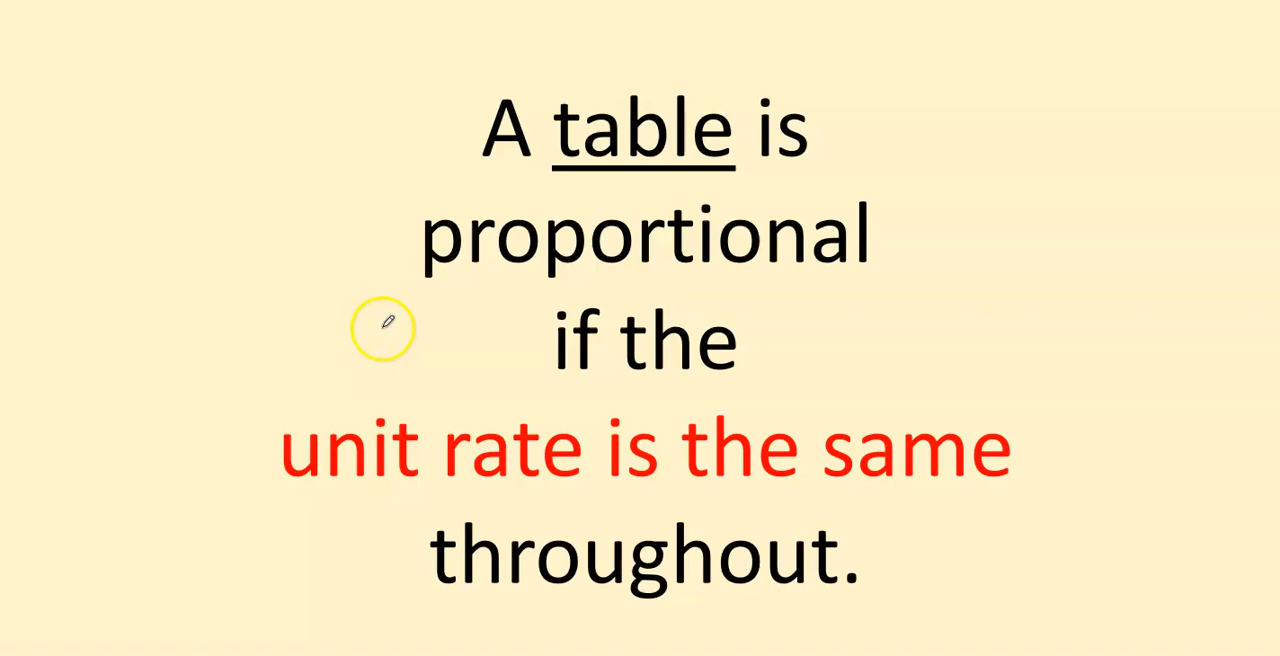 A table is
proportional
if the
unit rate is the same
throughout.